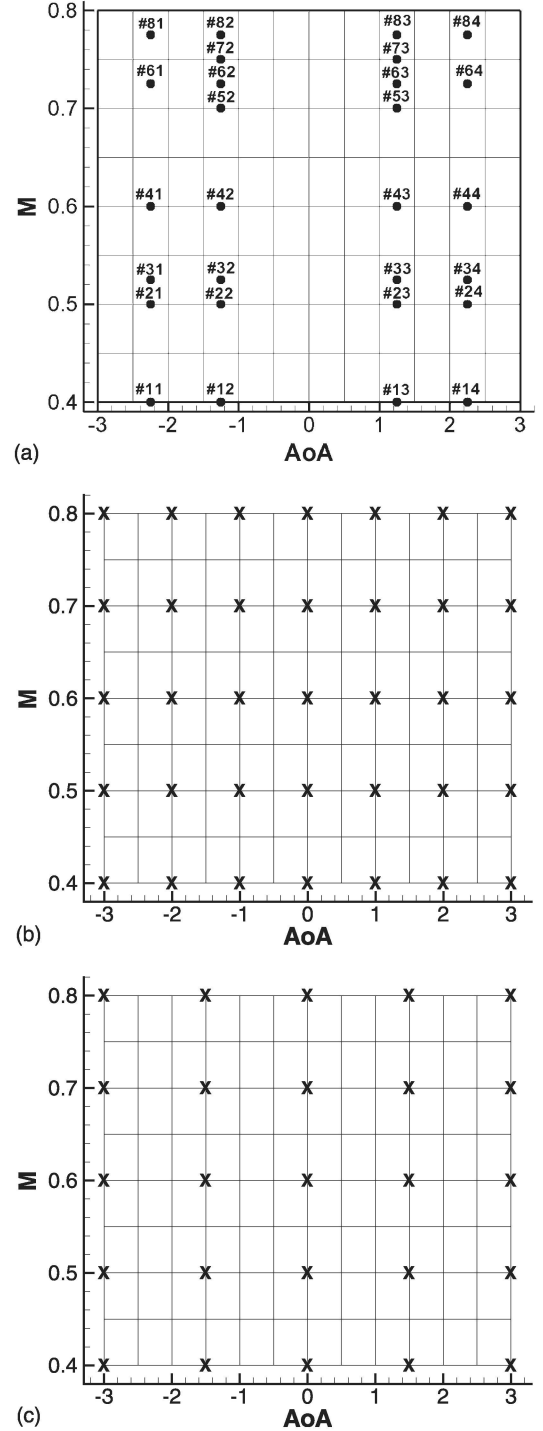 0.8
#81 #82 #83 #84
#72 #73
#61 #62 #63 #64
#52 #53
0.7
M
0.6
#41 #42 #43 #44
#31 #32 #33 #34
#21 #22 #23 #24
0.5
#11 #12 #13 #14
0.4
-3 -2 -1 0 1 2 3
(a) AoA
0.8 X X X X X X X
0.7 X X X X X X X
M
0.6 X X X X X X X
0.5 X X X X X X X
0.4 X X X X X X X
-3 -2 -1 0 1 2 3
(b) AoA
0.8 X X X X X
0.7 X X X X X
M
0.6 X X X X X
0.5 X X X X X
0.4 X X X X X
-3 -2 -1 0 1 2 3
(c) AoA